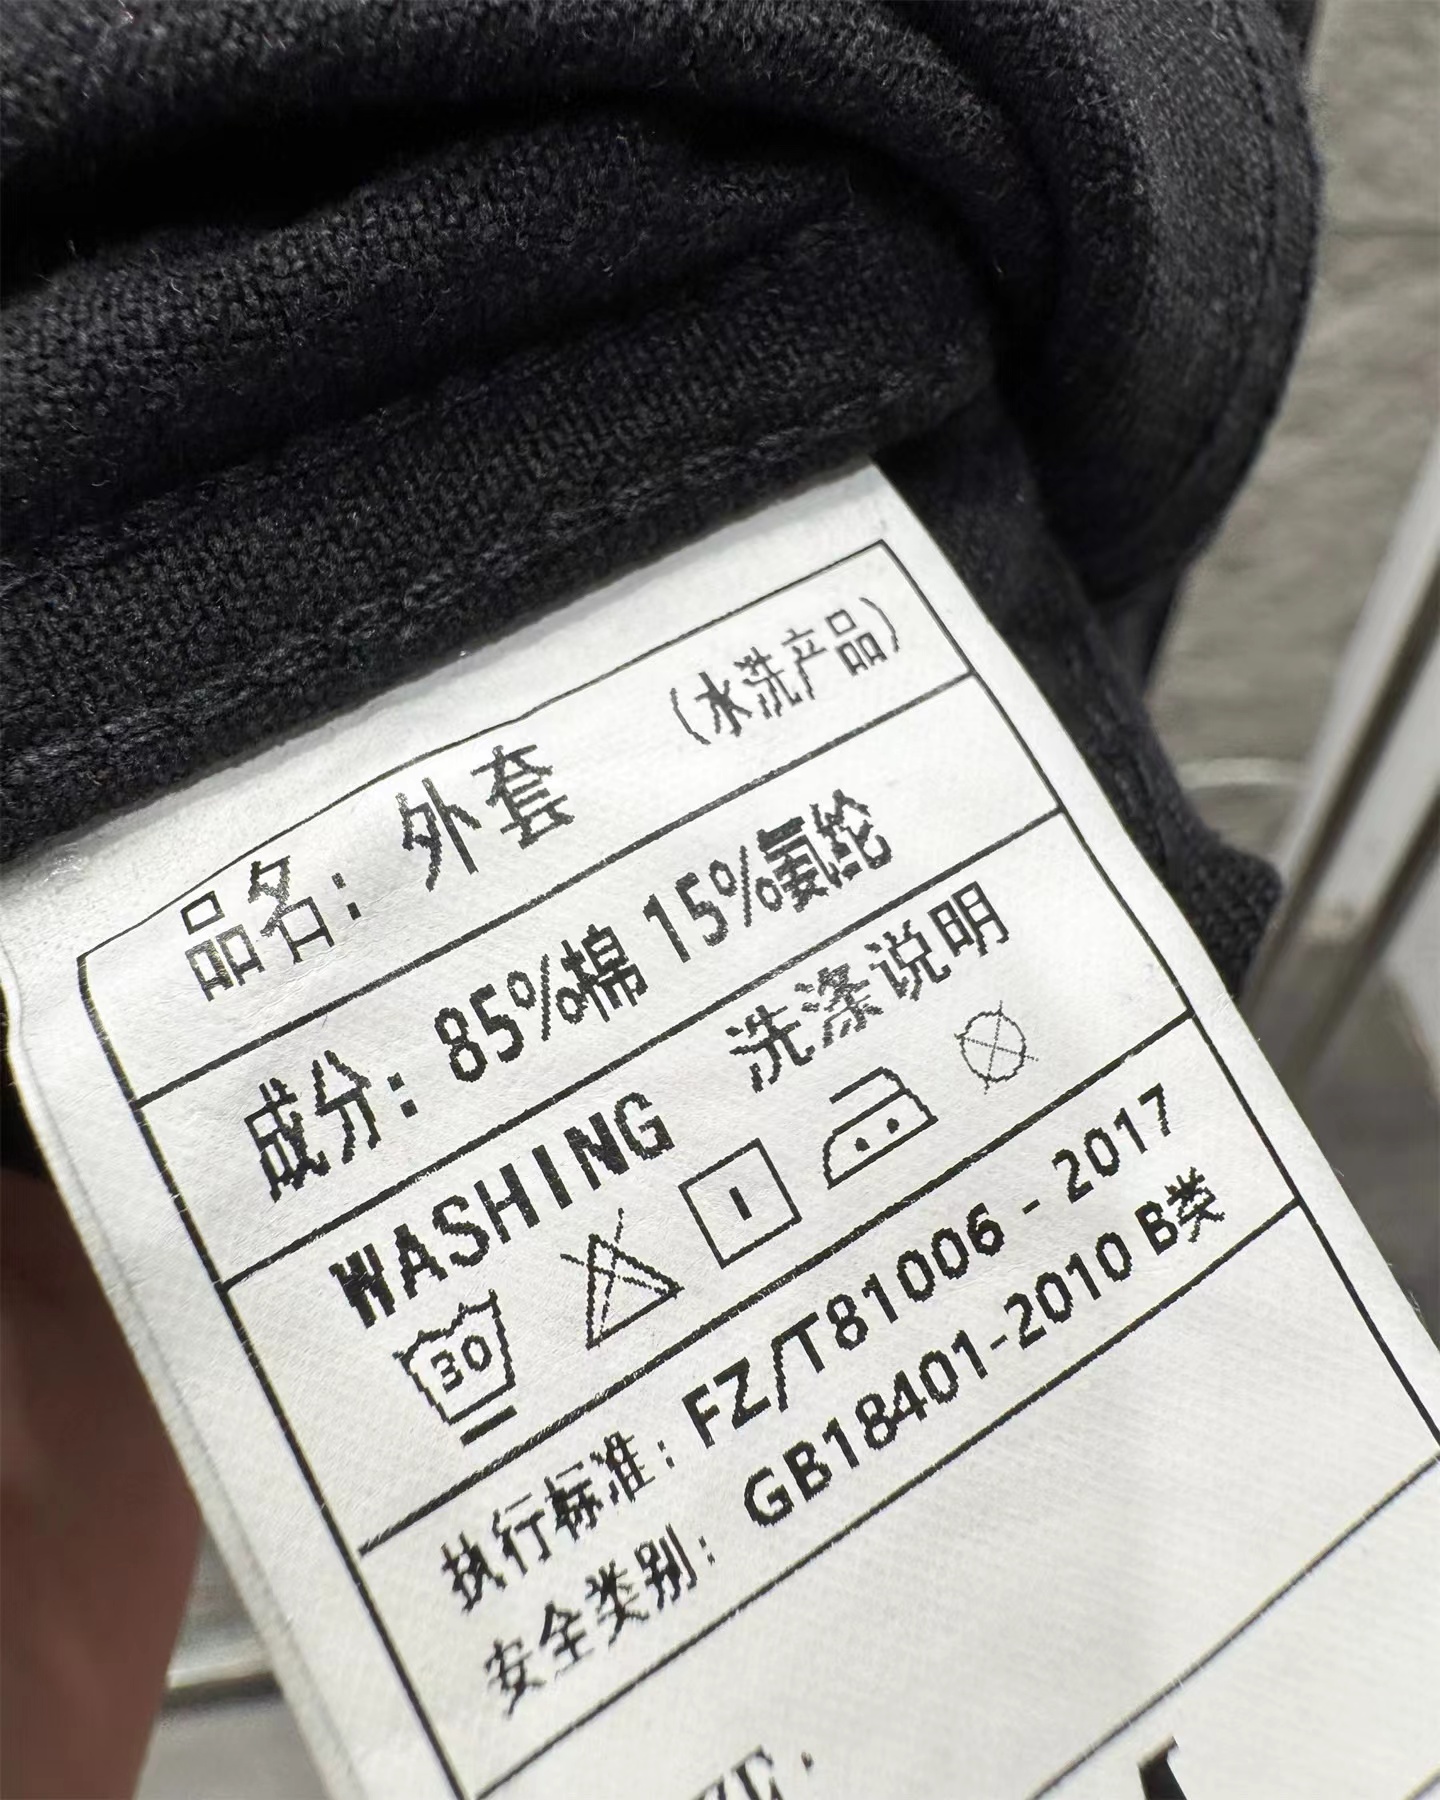 品名：外套 (水洗产品)
成分：85%棉 15%氨纶
WASHING 洗涤说明
30
执行标准：FZ/T81006-2017
安全类别：GB18401-2010 B类